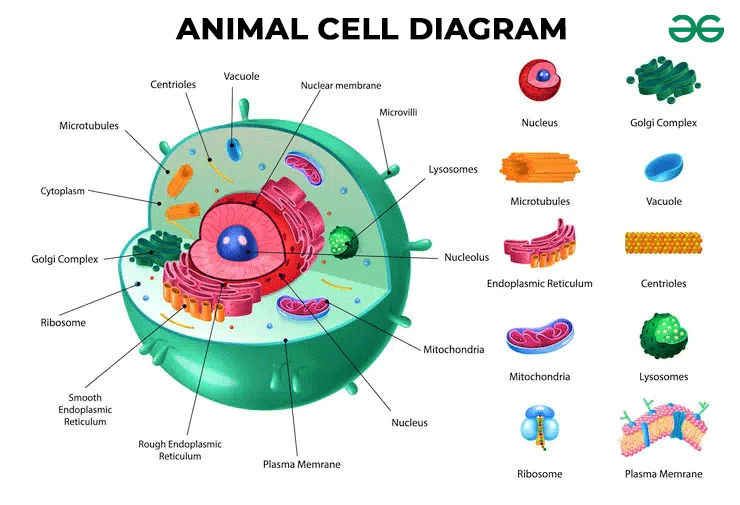 ANIMAL CELL DIAGRAM
Centrioles
Vacuole
Nuclear membrane
Microvilli
Microtubules
Lysosomes
Cytoplasm
Golgi Complex
Nucleolus
Ribosome
Mitochondria
Smooth
Endoplasmic
Reticulum
Nucleus
Rough Endoplasmic
Reticulum
Plasma Memrane
Nucleus
Golgi Complex
Microtubules
Vacuole
Endoplasmic Reticulum
Centrioles
Mitochondria
Lysosomes
Ribosome
Plasma Memrane